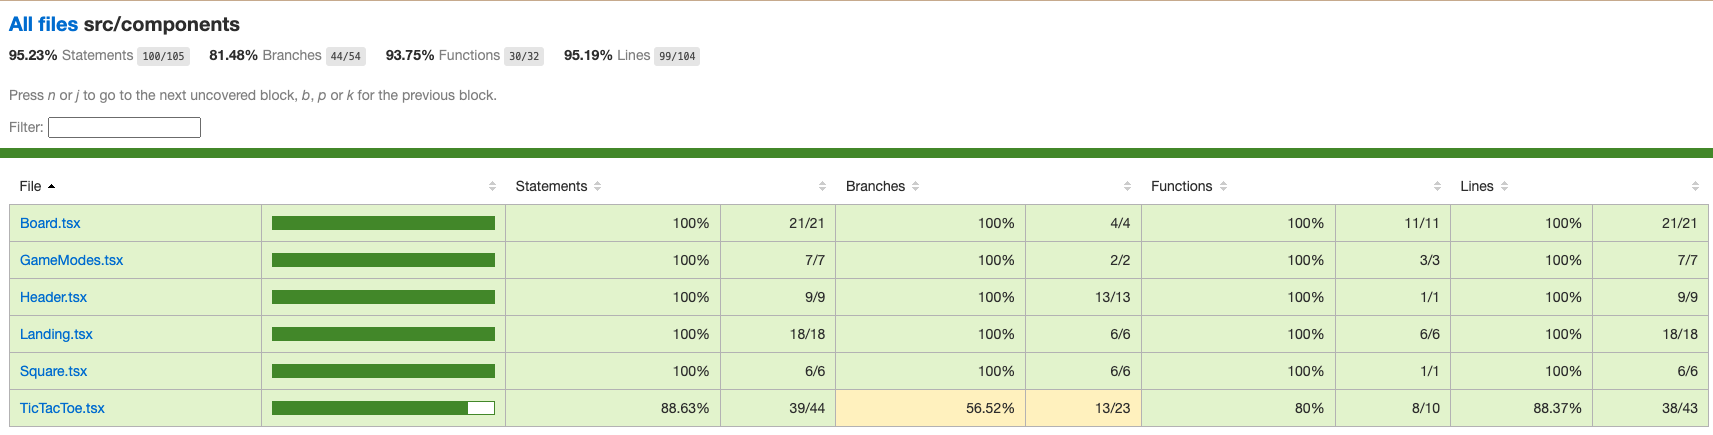 All files src/components
95.23% Statements 100/105 81.48% Branches 44/54 93.75% Functions 30/32 95.19% Lines 99/104
Press n or j to go to the next uncovered block, b, p or k for the previous block.
Filter:
File Statements Branches Functions Lines
Board.tsx 100% 21/21 100% 4/4 100% 11/11 100% 21/21
GameModes.tsx 100% 7/7 100% 2/2 100% 3/3 100% 7/7
Header.tsx 100% 9/9 100% 13/13 100% 1/1 100% 9/9
Landing.tsx 100% 18/18 100% 6/6 100% 6/6 100% 18/18
Square.tsx 100% 6/6 100% 6/6 100% 1/1 100% 6/6
TicTacToe.tsx 88.63% 39/44 56.52% 13/23 80% 8/10 88.37% 38/43